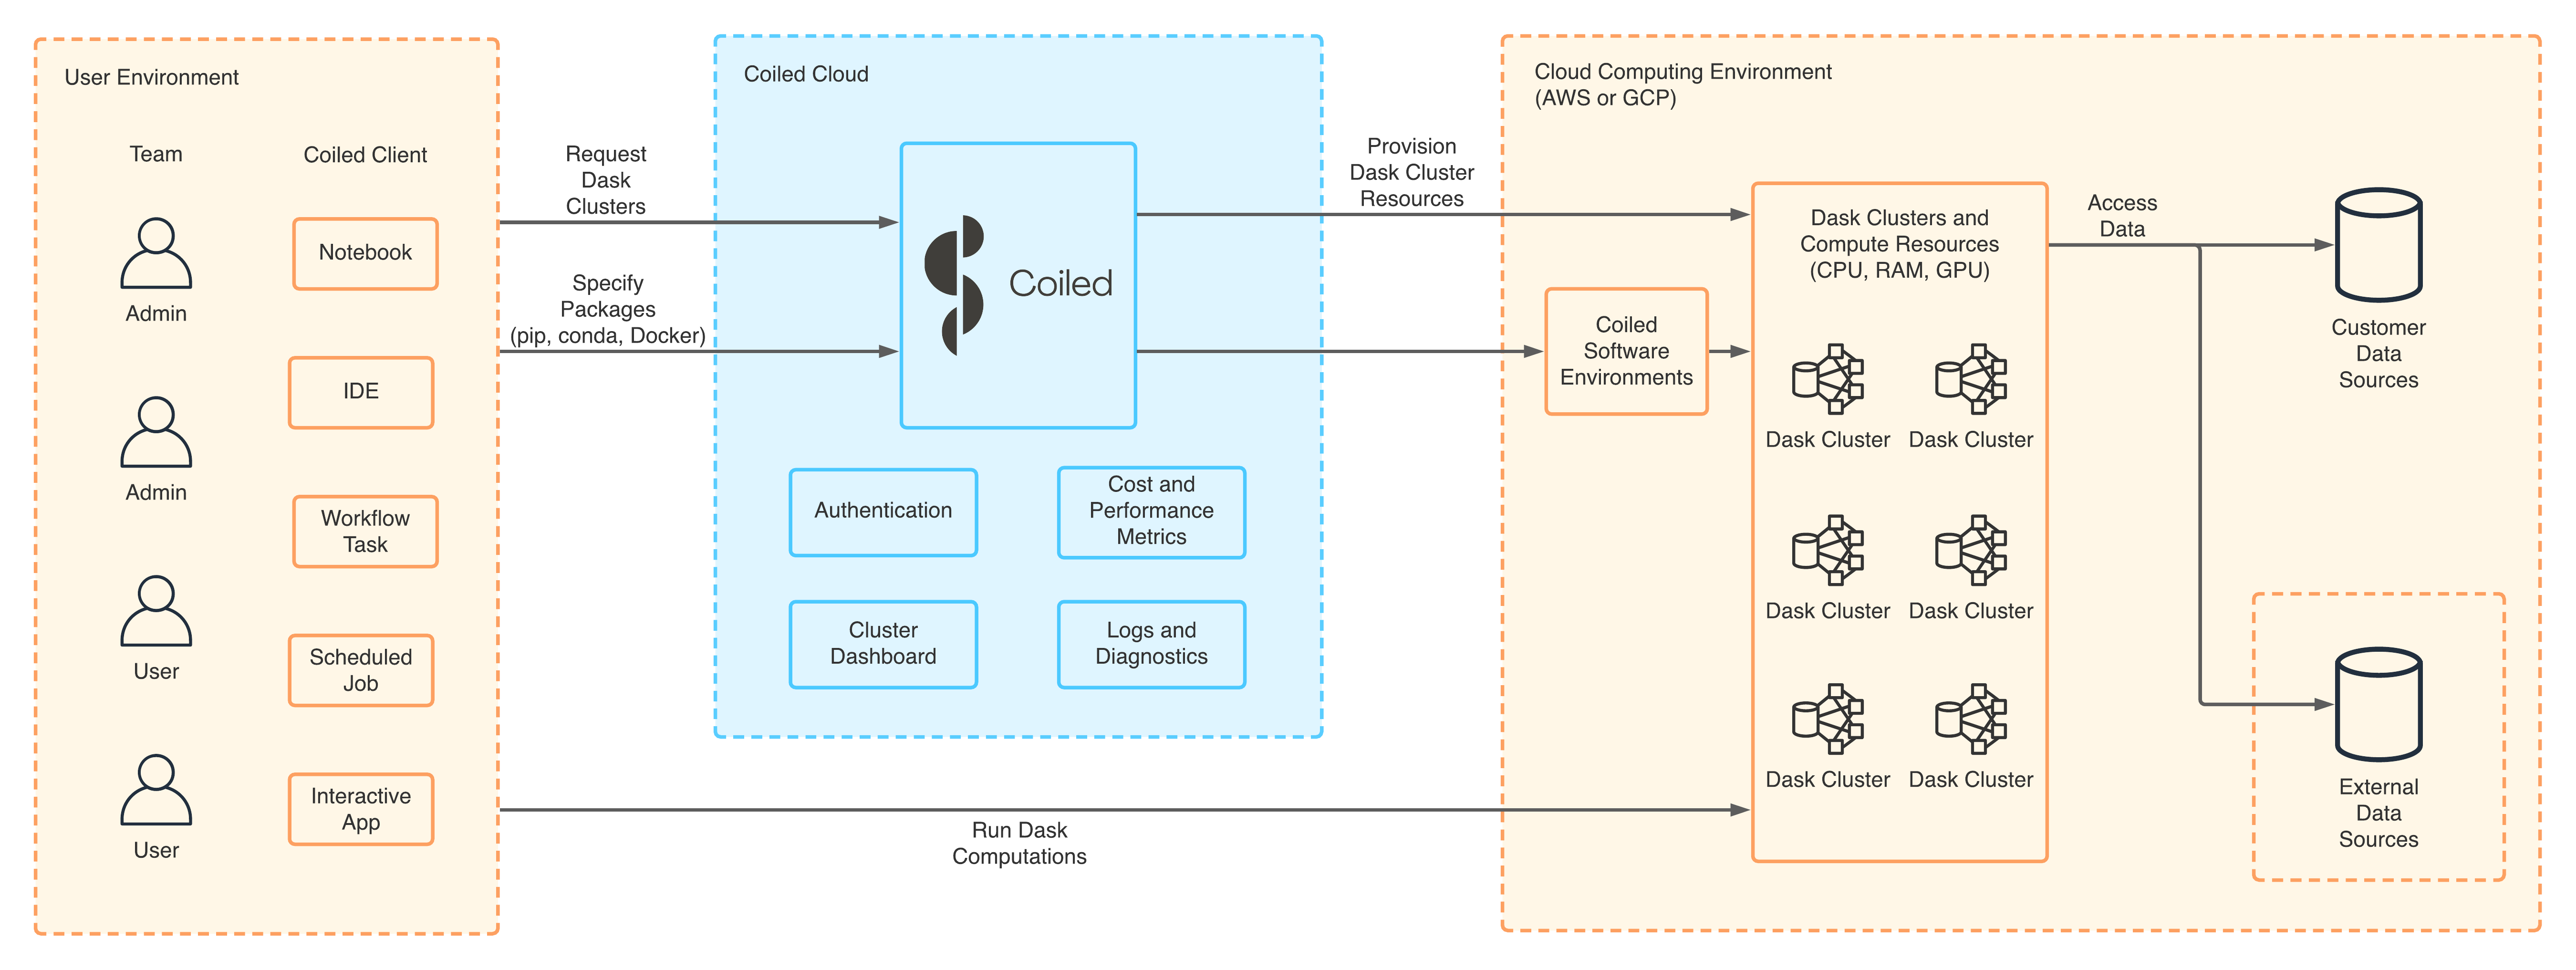 User Environment
Team
Coiled Client
Admin
Admin
User
User
Notebook
IDE
Workflow
Task
Scheduled
Job
Interactive
App
Request
Dask
Clusters
Specify
Packages
(pip, conda, Docker)
Coiled Cloud
Coiled
Authentication
Cost and
Performance
Metrics
Cluster
Dashboard
Logs and
Diagnostics
Run Dask
Computations
Provision
Dask Cluster
Resources
Cloud Computing Environment
(AWS or GCP)
Coiled
Software
Environments
Dask Clusters and
Compute Resources
(CPU, RAM, GPU)
Dask Cluster
Dask Cluster
Dask Cluster
Dask Cluster
Dask Cluster
Dask Cluster
Access
Data
Customer
Data
Sources
External
Data
Sources